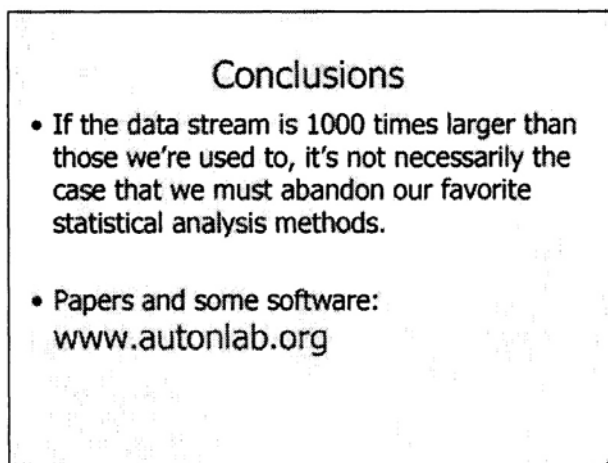 Conclusions
• If the data stream is 1000 times larger than
those we're used to, it's not necessarily the
case that we must abandon our favorite
statistical analysis methods.
• Papers and some software:
www.autonlab.org